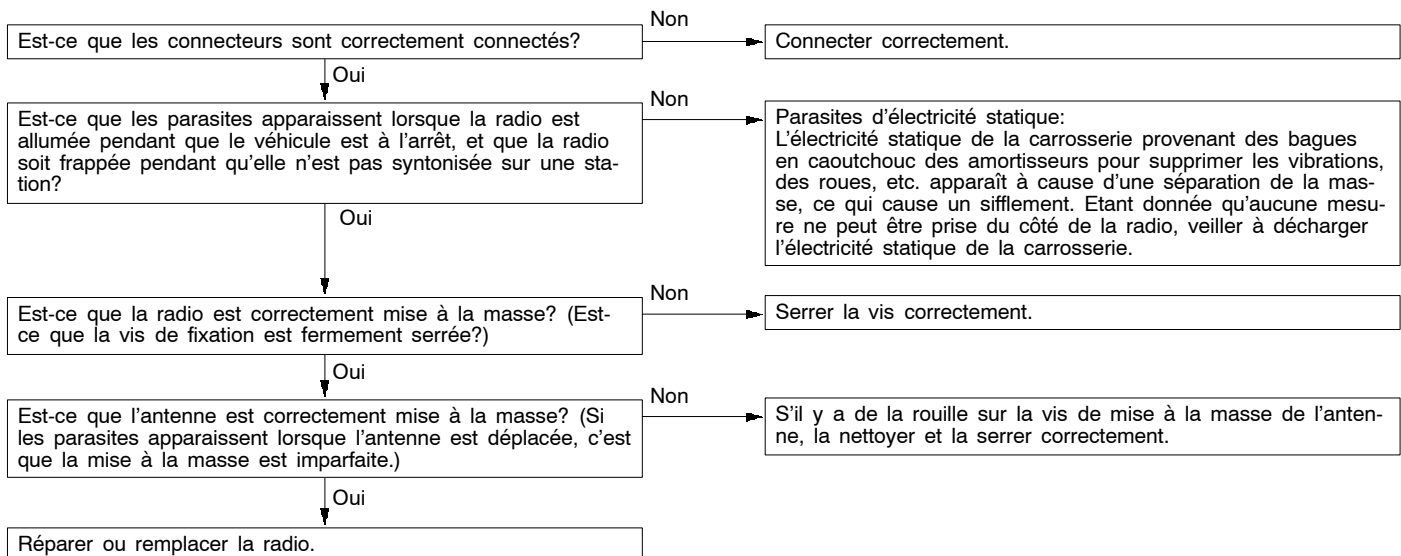 Est-ce que les connecteurs sont correctement connectés?
Non
Connecter correctement.
Oui
Est-ce que les parasites apparaissent lorsque la radio est
allumée pendant que le véhicule est à l'arrêt, et que la radio
soit frappée pendant qu'elle n'est pas syntonisée sur une sta-
tion?
Non
Parasites d'électricité statique:
L'électricité statique de la carrosserie provenant des bagues
en caoutchouc des amortisseurs pour supprimer les vibrations,
des roues, etc. apparaît à cause d'une séparation de la mas-
se, ce qui cause un sifflement. Etant donnée qu'aucune mesu-
re ne peut être prise du côté de la radio, veiller à décharger
l'électricité statique de la carrosserie.
Oui
Est-ce que la radio est correctement mise à la masse? (Est-
ce que la vis de fixation est fermement serrée?)
Non
Serrer la vis correctement.
Oui
Est-ce que l'antenne est correctement mise à la masse? (Si
les parasites apparaissent lorsque l'antenne est déplacée, c'est
que la mise à la masse est imparfaite.)
Non
S'il y a de la rouille sur la vis de mise à la masse de l'anten-
ne, la nettoyer et la serrer correctement.
Oui
Réparer ou remplacer la radio.